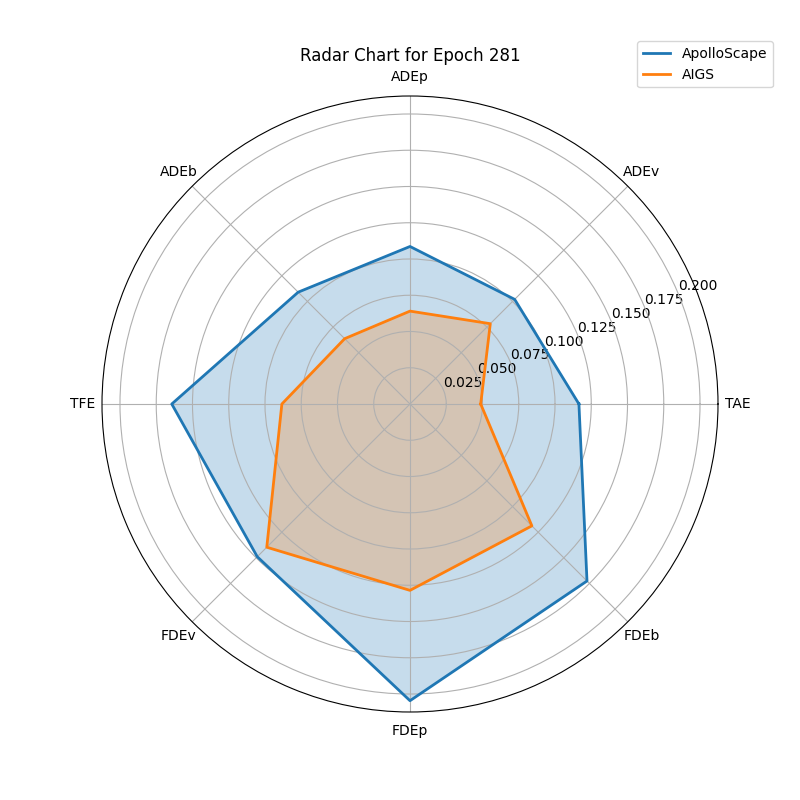 Radar Chart for Epoch 281
ApolloScape
AIGS
ADEp
ADEb
ADEv
0.200
0.175
0.150
0.125
0.100
0.075
0.050
0.025
TFE
TAE
FDEv
FDEb
FDEp